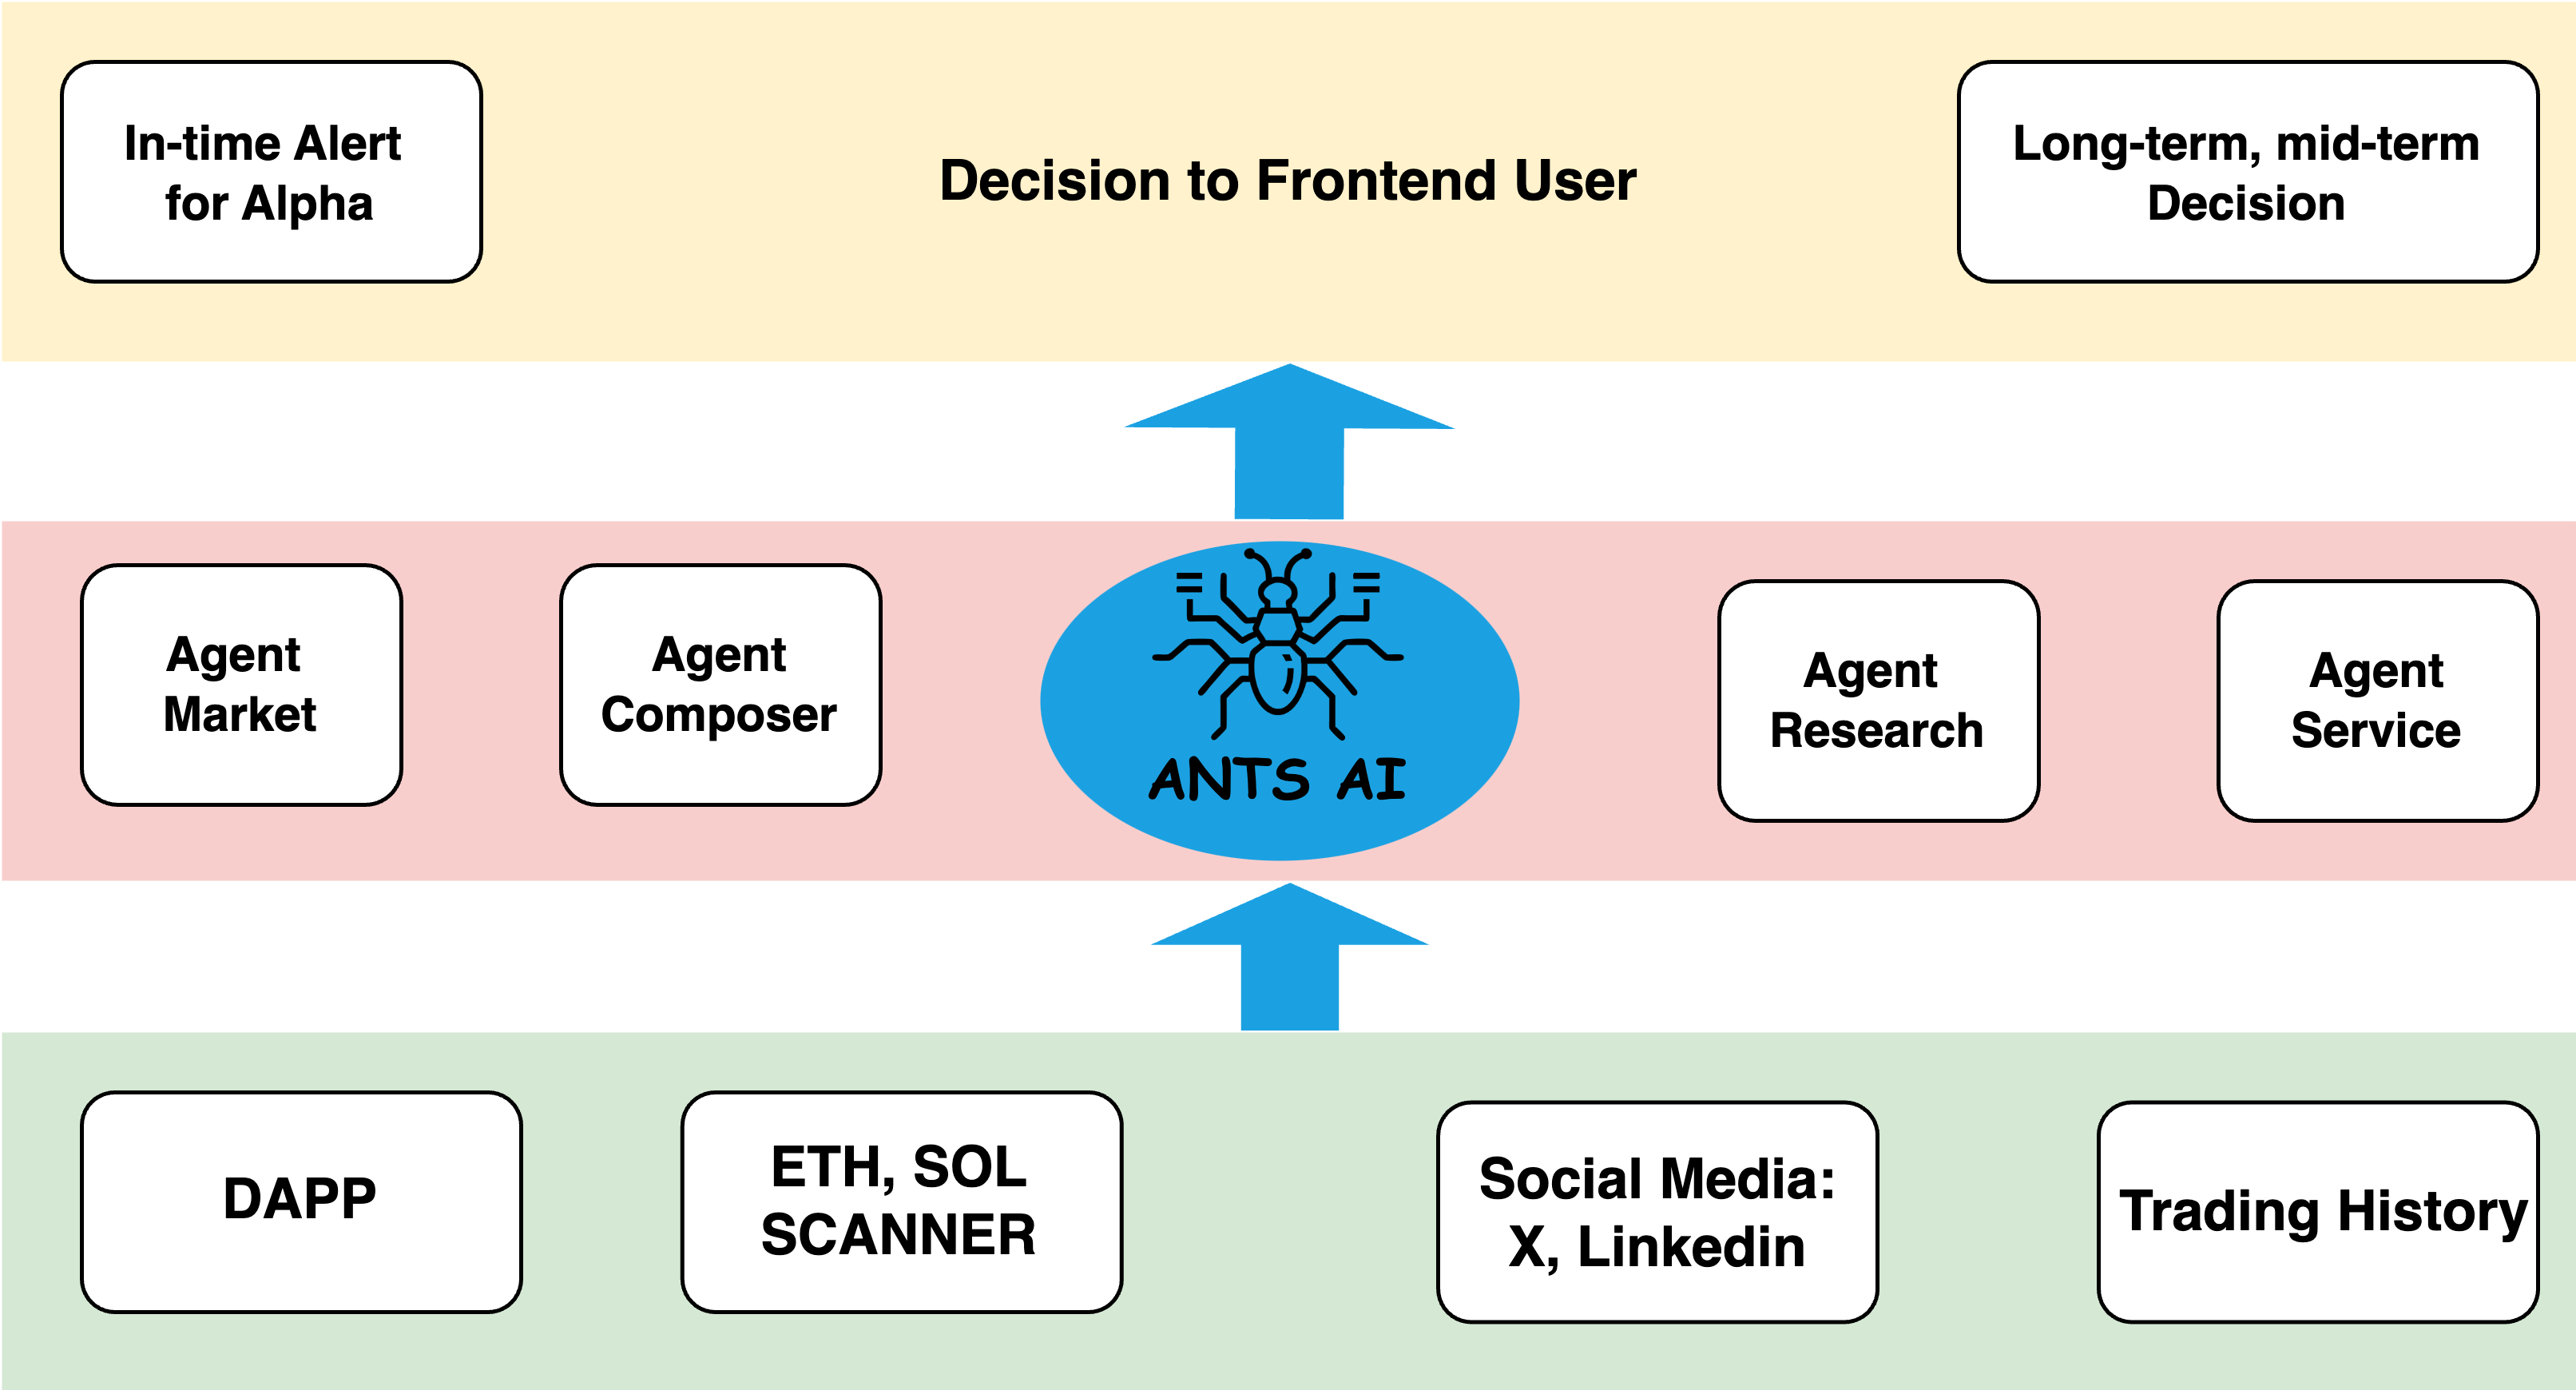 In-time Alert
for Alpha
Decision to Frontend User
Long-term, mid-term
Decision
Agent
Market
Agent
Composer
ANTS AI
Agent
Research
Agent
Service
DAPP
ETH, SOL
SCANNER
Social Media:
X, Linkedin
Trading History